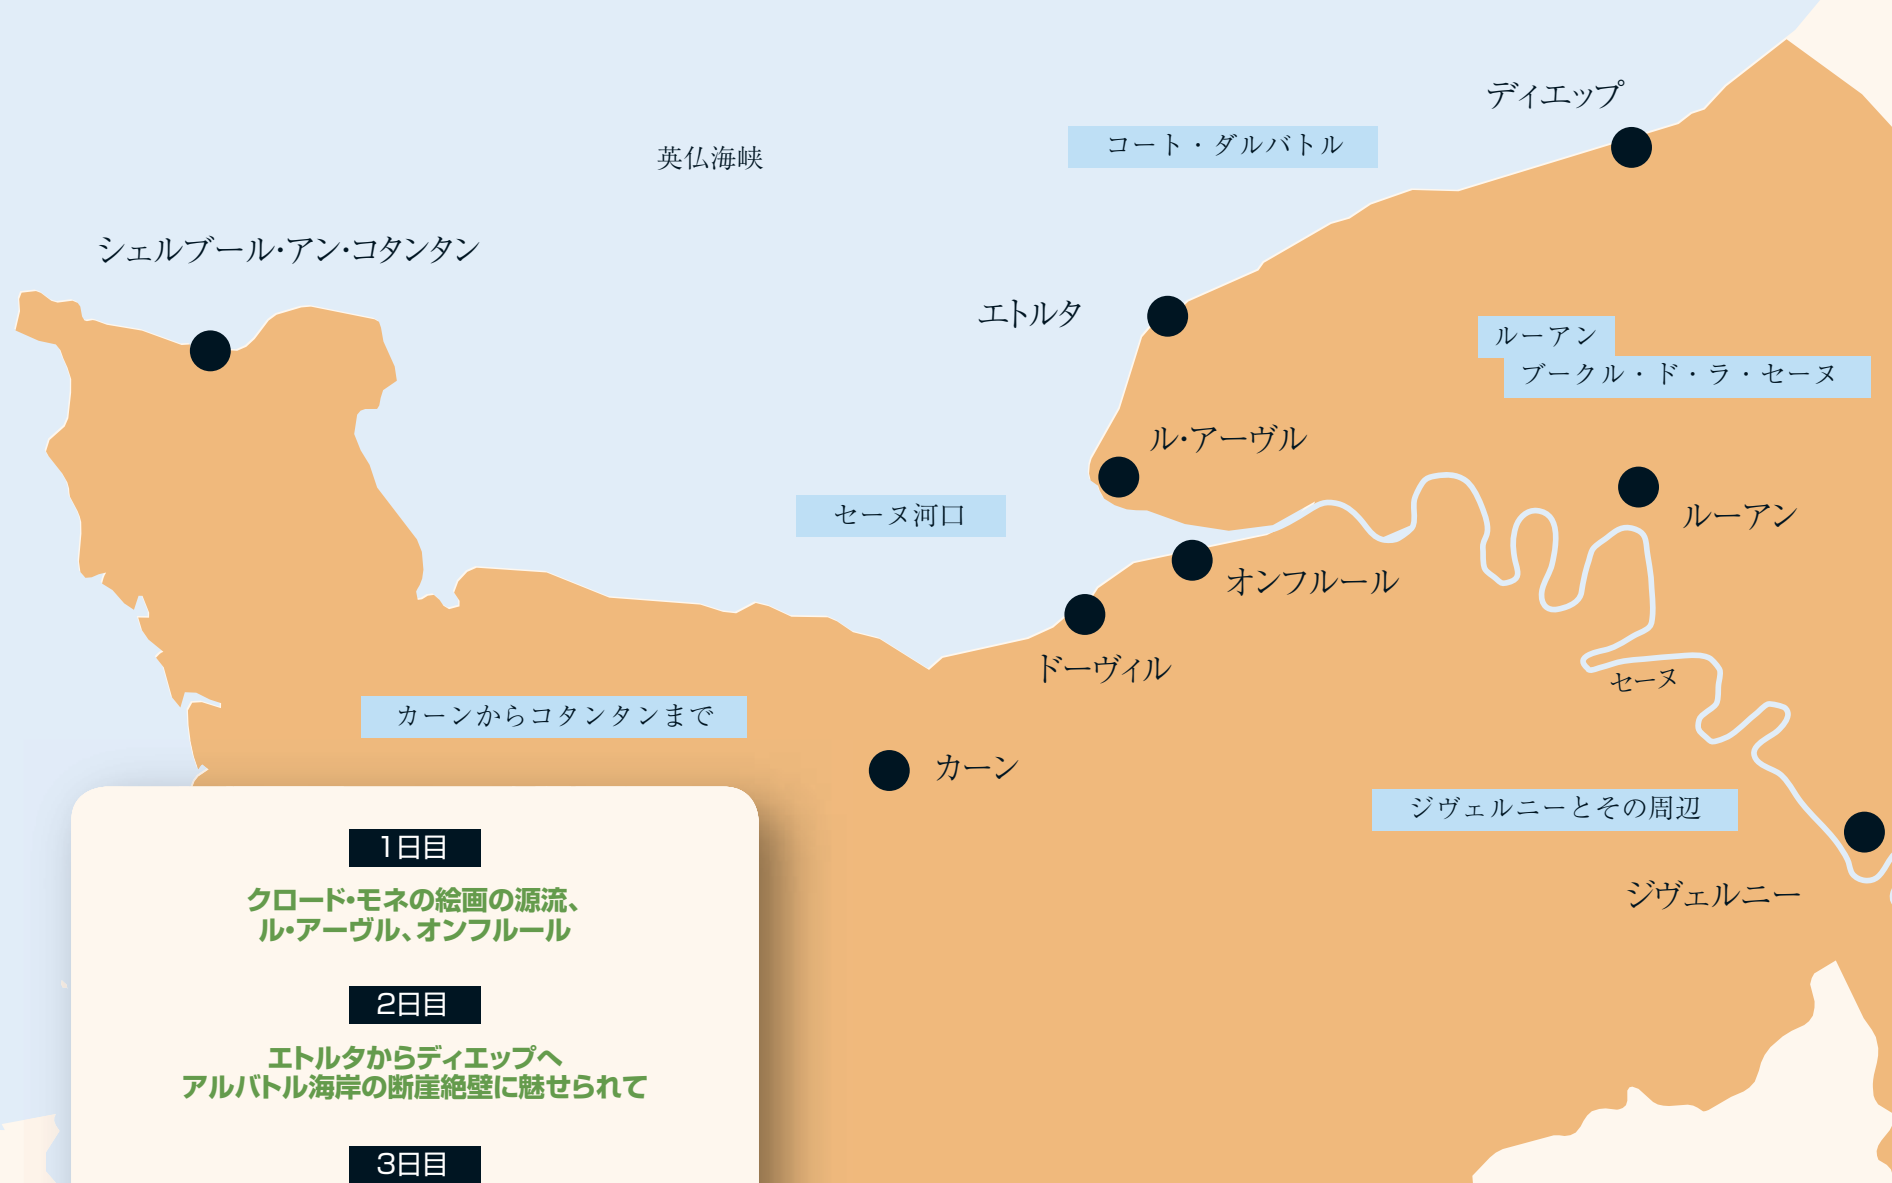 ディエップ
コート・ダルバトル
英仏海峡
シェルブール・アン・コタンタン
エトルタ
ルーアン
ブークル・ド・ラ・セーヌ
ル・アーヴル
セーヌ河口
ルーアン
オンフルール
ドーヴィル
セーヌ
カーンからコタンタンまで
カーン
ジヴェルニーとその周辺
ジヴェルニー
1日目
クロード・モネの絵画の源流、
ル・アーヴル、オンフルール
2日目
エトルタからディエップへ
アルバトル海岸の断崖絶壁に魅せられて
3日目